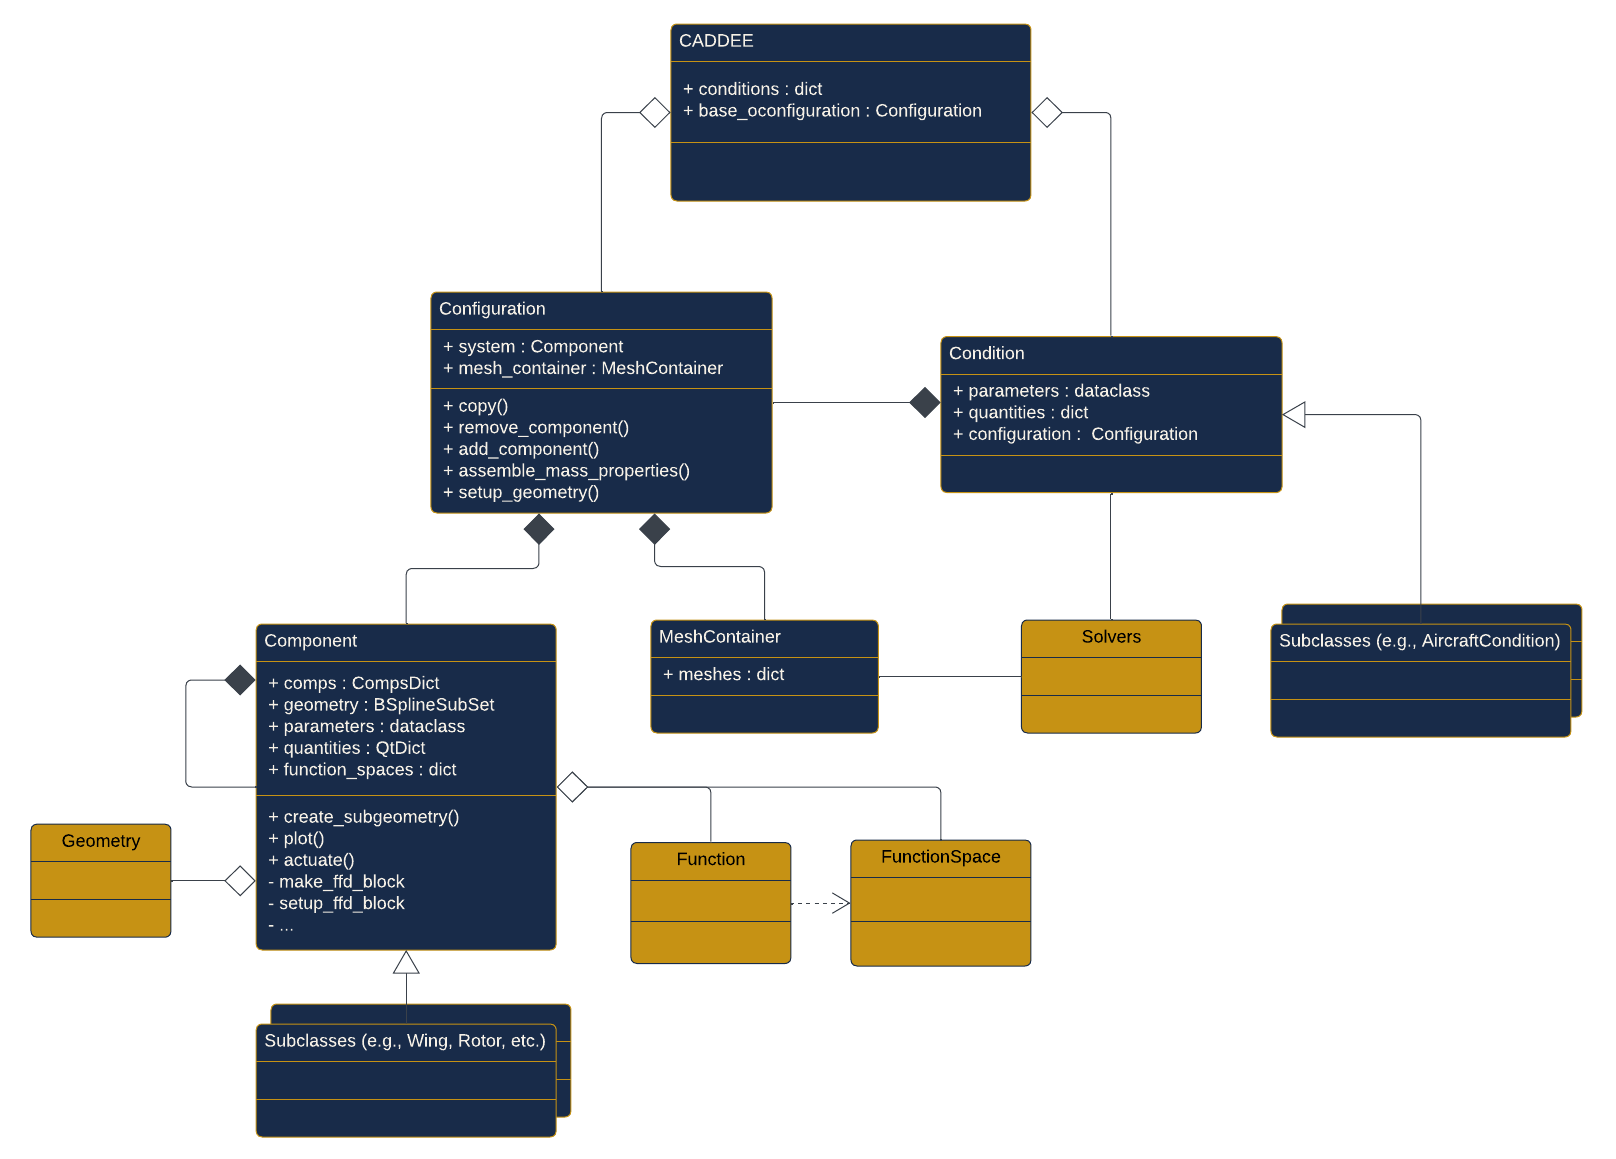 CADDEE
+ conditions : dict
+ base_oconfiguration : Configuration
Configuration
+ system : Component
+ mesh_container : MeshContainer
+ copy()
+ remove_component()
+ add_component()
+ assemble_mass_properties()
+ setup_geometry()
Condition
+ parameters : dataclass
+ quantities : dict
+ configuration :  Configuration
Component
+ comps : CompsDict
+ geometry : BSplineSubSet
+ parameters : dataclass
+ quantities : QtDict
+ function_spaces : dict
+ create_subgeometry()
+ plot()
+ actuate()
- make_ffd_block
- setup_ffd_block
- ...
MeshContainer
+ meshes : dict
Solvers
Subclasses (e.g., AircraftCondition)
Geometry
Function
FunctionSpace
Subclasses (e.g., Wing, Rotor, etc.)